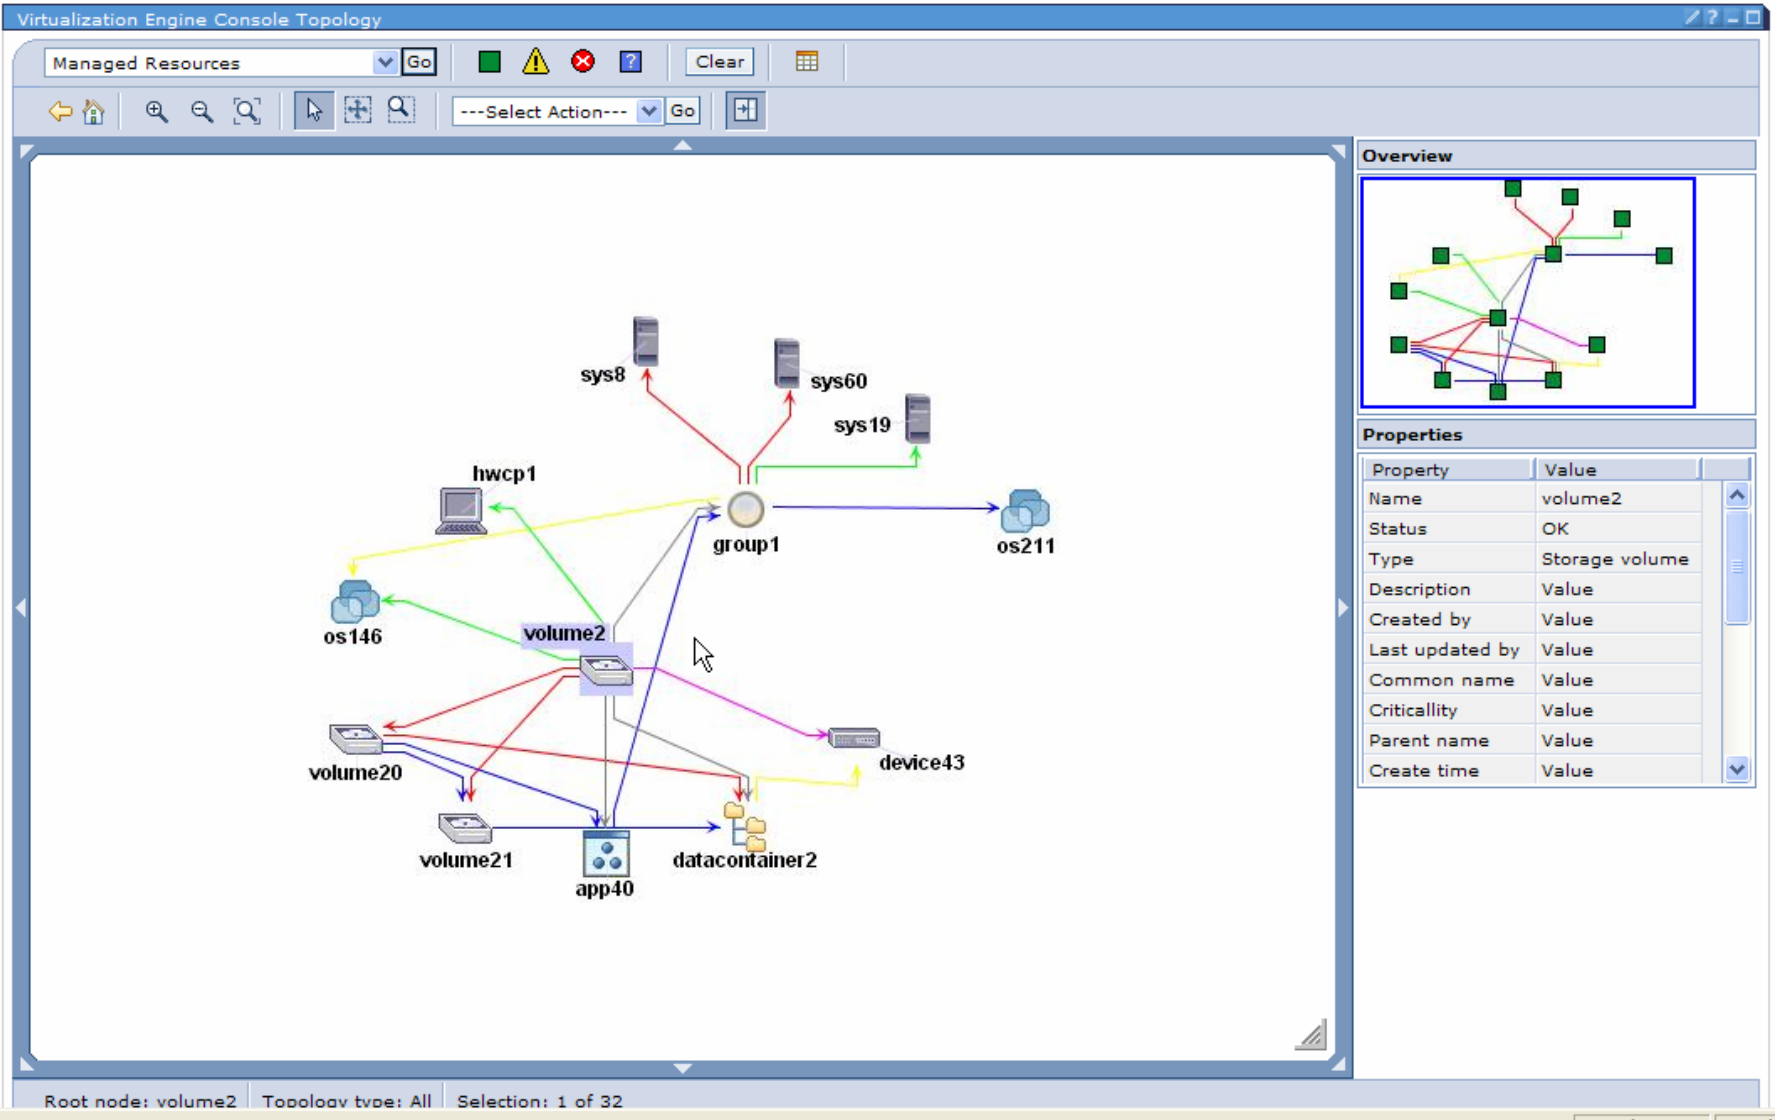 Virtualization Engine Console Topology
Managed Resources Go Clear
---Select Action--- Go
Overview
sys8
sys60
sys19
hwcp1
group1
os211
os146
volume2
volume20
device43
volume21
datacontainer2
app40
Properties
Property Value
Name volume2
Status OK
Type Storage volume
Description Value
Created by Value
Last updated by Value
Common name Value
Criticallity Value
Parent name Value
Create time Value
Root node: volume2 Topology type: All Selection: 1 of 32